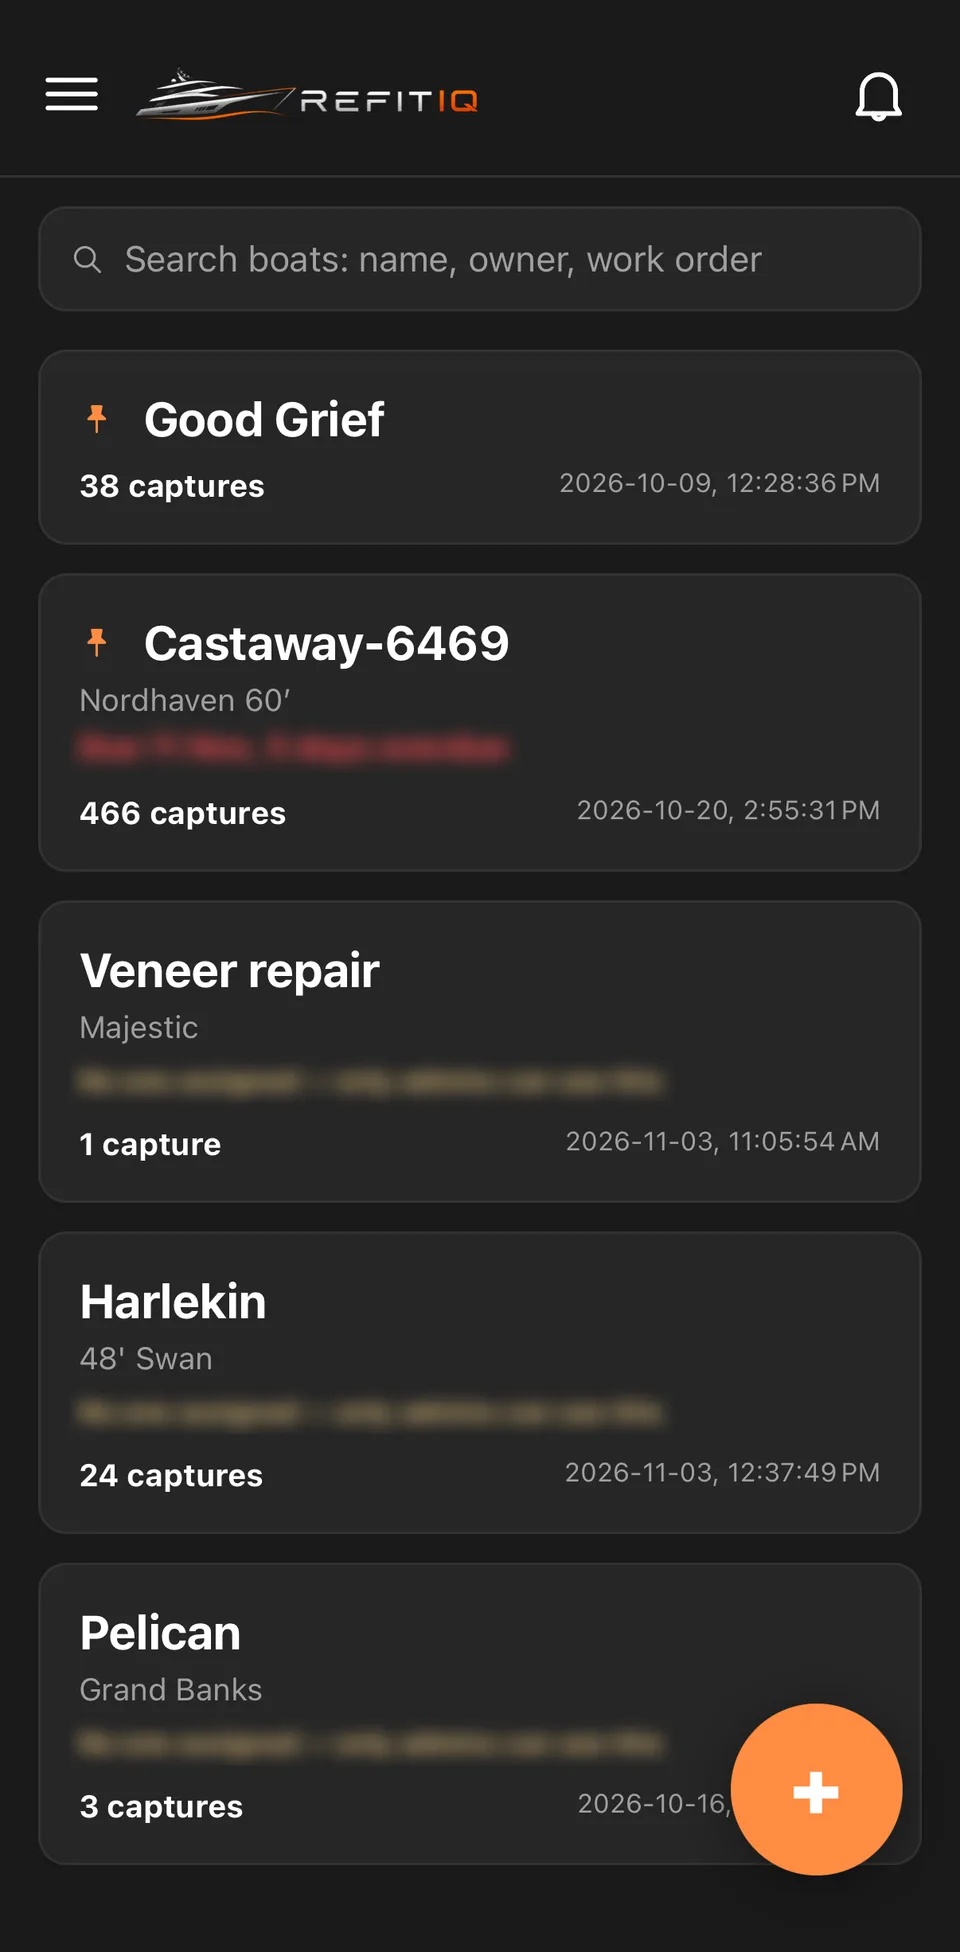 REFITIQ
Search boats: name, owner, work order
Good Grief
38 captures 2026-10-09, 12:28:36 PM
Castaway-6469
Nordhaven 60′
466 captures 2026-10-20, 2:55:31 PM
Veneer repair
Majestic
1 capture 2026-11-03, 11:05:54 AM
Harlekin
48' Swan
24 captures 2026-11-03, 12:37:49 PM
Pelican
Grand Banks
3 captures 2026-10-16,